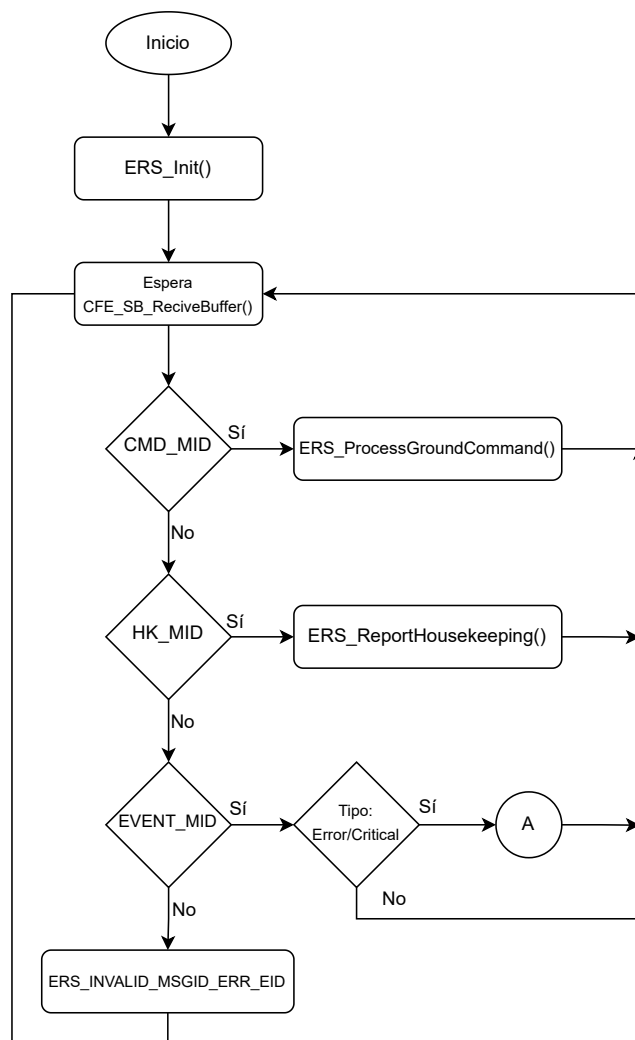 Inicio
ERS_Init()
Espera
CFE_SB_ReciveBuffer()
CMD_MID
Sí
ERS_ProcessGroundCommand()
No
HK_MID
Sí
ERS_ReportHousekeeping()
No
EVENT_MID
Sí
Tipo:
Error/Critical
Sí
A
No
No
ERS_INVALID_MSGID_ERR_EID